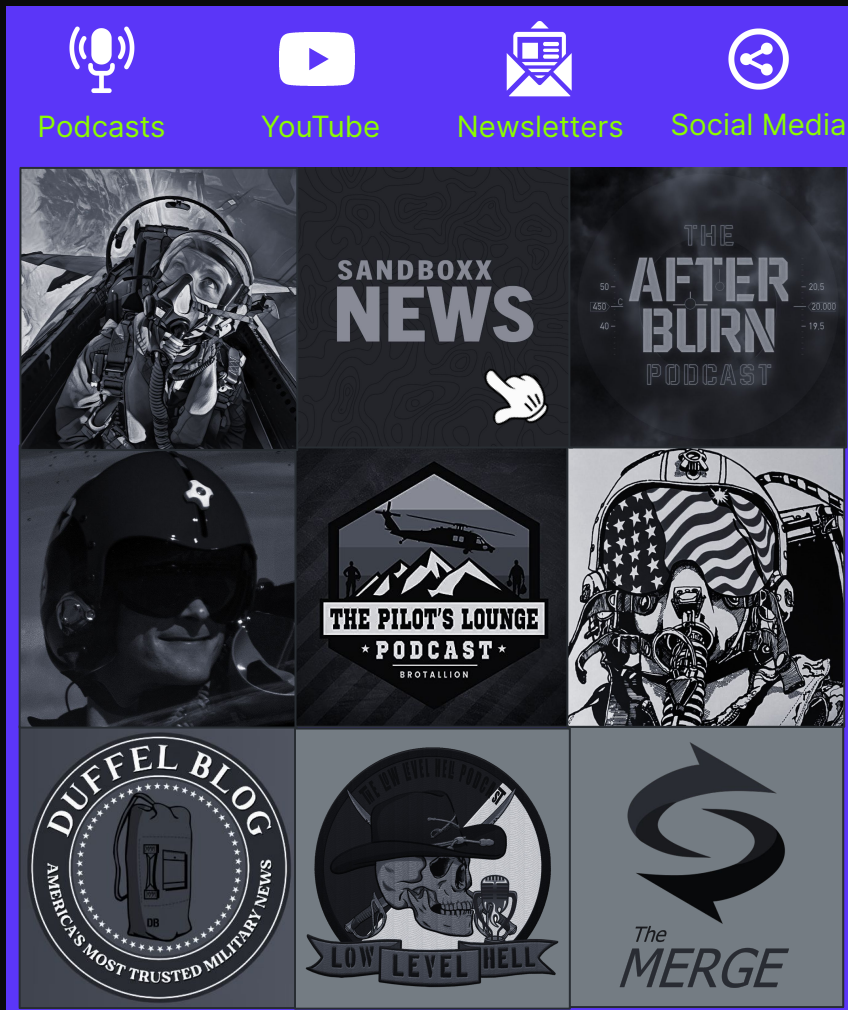 Podcasts
YouTube
Newsletters
Social Media
SANDBOXX
NEWS
THE
AFTER
BURN
PODCAST
50
450
C
40
20.5
20.000
19.5
THE PILOT'S LOUNGE
PODCAST
BROTALLION
DUFFEL BLOG
DB
AMERICA'S MOST TRUSTED MILITARY NEWS
LOW LEVEL HELL
The
MERGE